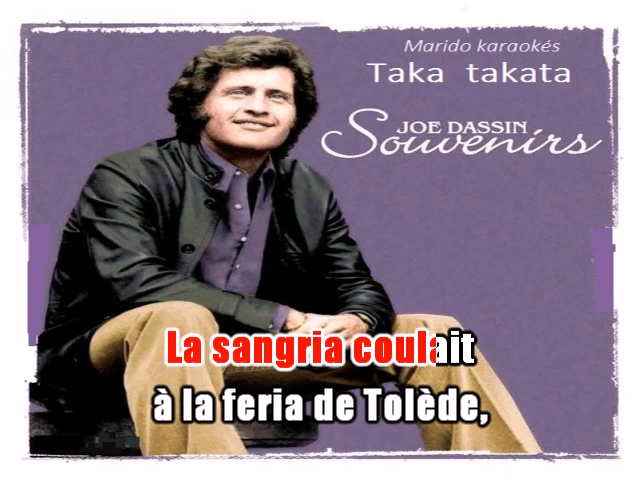 Marido karaokés
Taka takata
JOE DASSIN
Souvenirs
La sangria coulait
à la feria de Tolède,